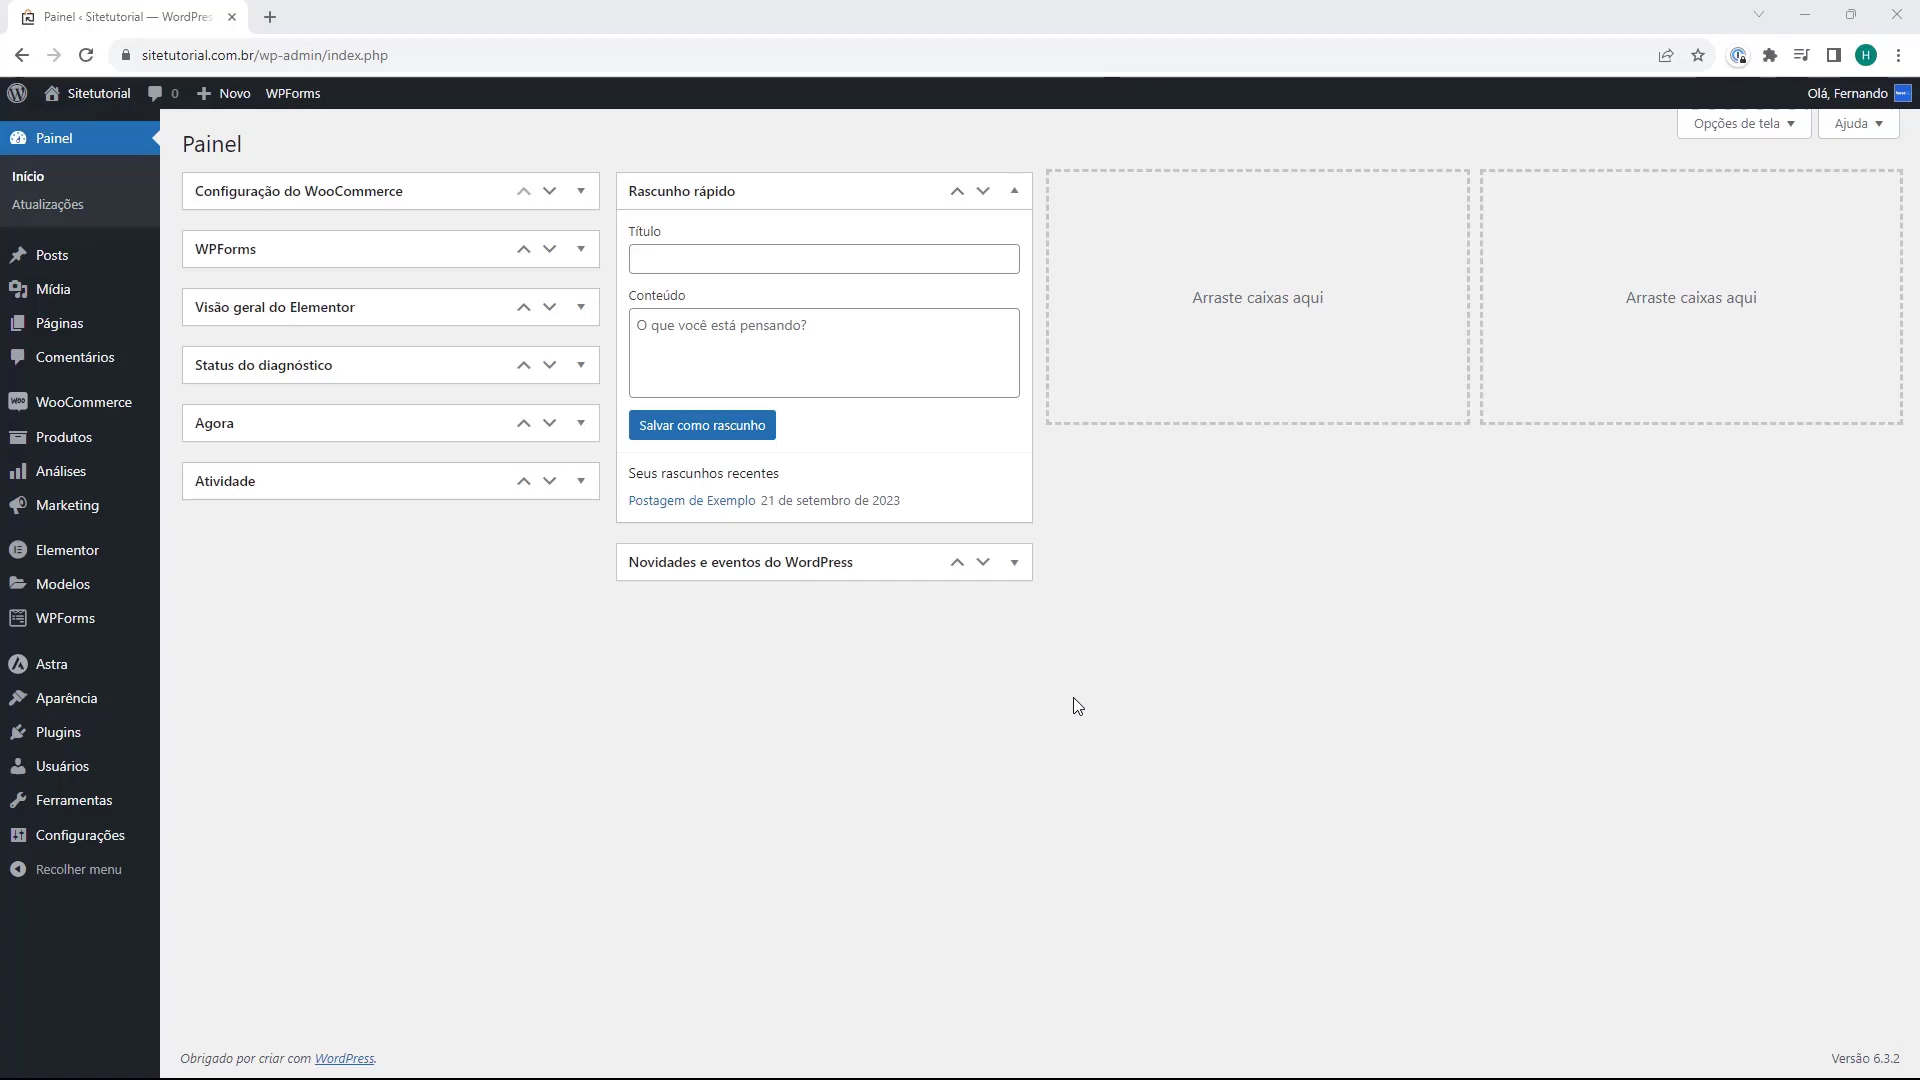 Painel ‹ Sitetutorial — WordPres
sitetutorial.com.br/wp-admin/index.php
H
Sitetutorial
0
Novo
WPForms
Olá, Fernando
Painel
Início
Atualizações
Posts
Mídia
Páginas
Comentários
WooCommerce
Produtos
Análises
Marketing
Elementor
Modelos
WPForms
Astra
Aparência
Plugins
Usuários
Ferramentas
Configurações
Recolher menu
Opções de tela
Ajuda
Painel
Configuração do WooCommerce
WPForms
Visão geral do Elementor
Status do diagnóstico
Agora
Atividade
Rascunho rápido
Título
Conteúdo
O que você está pensando?
Salvar como rascunho
Seus rascunhos recentes
Postagem de Exemplo 21 de setembro de 2023
Novidades e eventos do WordPress
Arraste caixas aqui
Arraste caixas aqui
Obrigado por criar com WordPress.
Versão 6.3.2